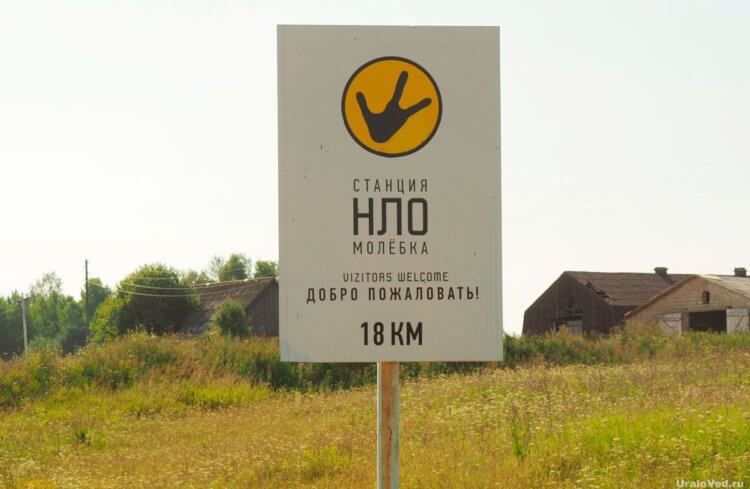 СТАНЦИЯ
НЛО
МОЛЁБКА
VIZITORS WELCOME
ДОБРО ПОЖАЛОВАТЬ!
18 КМ
UraloVed.ru